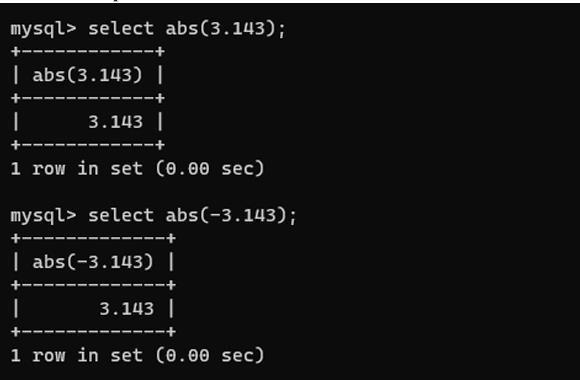 mysql> select abs(3.143);
+------------+
| abs(3.143) |
+------------+
|      3.143 |
+------------+
1 row in set (0.00 sec)

mysql> select abs(-3.143);
+-------------+
| abs(-3.143) |
+-------------+
|       3.143 |
+-------------+
1 row in set (0.00 sec)